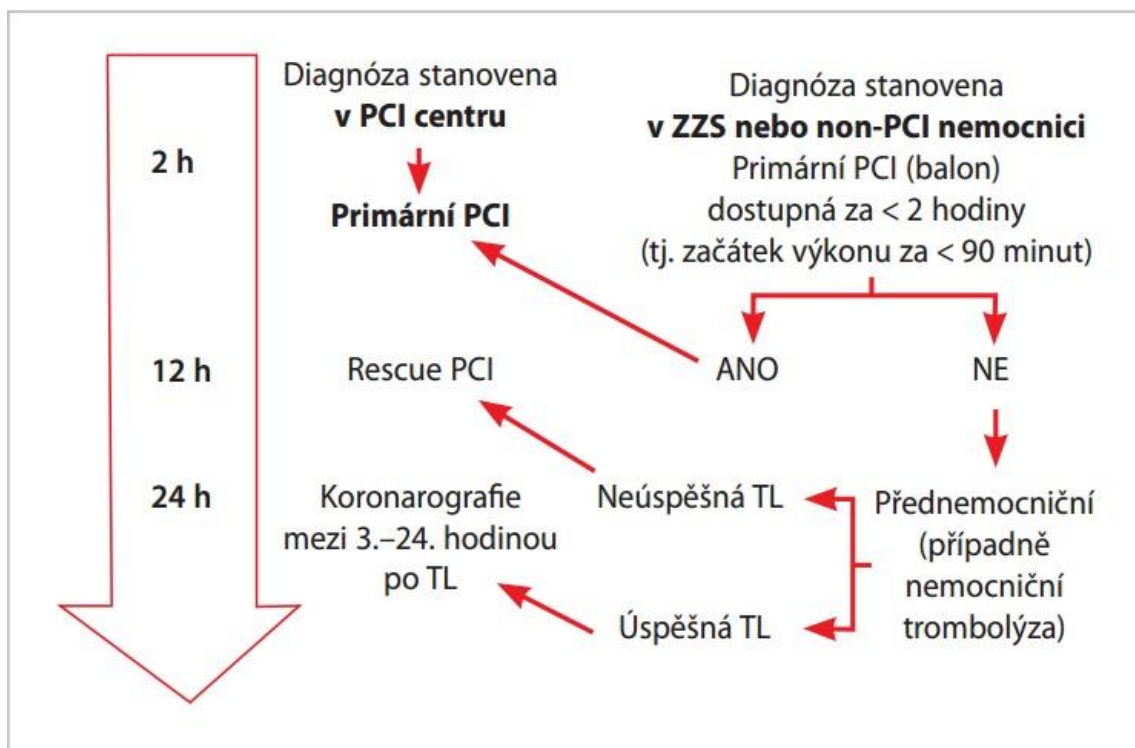 2 h
12 h
24 h
Diagnóza stanovena
v PCI centru
Primární PCI
Diagnóza stanovena
v ZZS nebo non-PCI nemocnici
Primární PCI (balon)
dostupná za < 2 hodiny
(tj. začátek výkonu za < 90 minut)
Rescue PCI
ANO
NE
Koronarografie
mezi 3.–24. hodinou
po TL
Neúspěšná TL
Úspěšná TL
Přednemocniční
(případně
nemocniční
trombolýza)